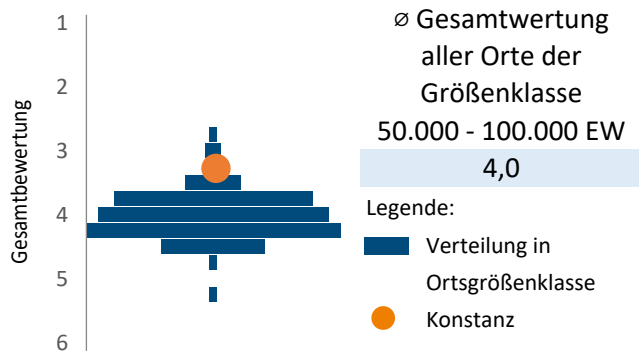 Gesamtbewertung
1
2
3
4
5
6
⌀ Gesamtwertung
aller Orte der
Größenklasse
50.000 - 100.000 EW
4,0
Legende:
Verteilung in
Ortsgrößenklasse
Konstanz